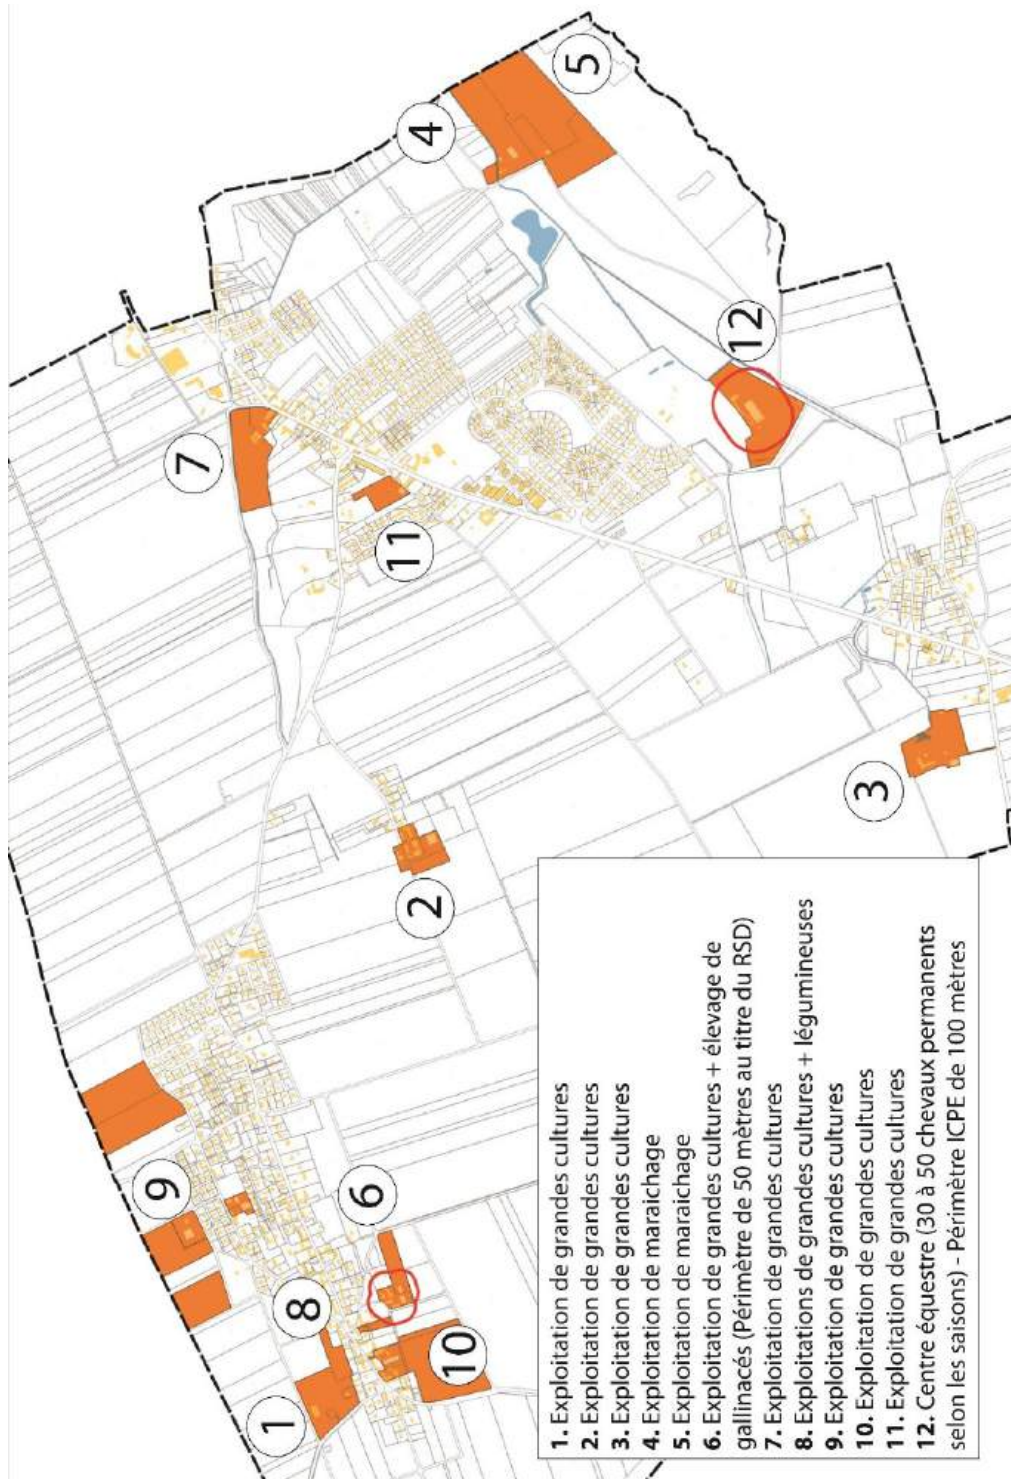 1. Exploitation de grandes cultures
2. Exploitation de grandes cultures
3. Exploitation de grandes cultures
4. Exploitation de maraichage
5. Exploitation de maraichage
6. Exploitation de grandes cultures + élevage de
gallinacés (Périmètre de 50 mètres au titre du RSD)
7. Exploitation de grandes cultures
8. Exploitations de grandes cultures + légumineuses
9. Exploitation de grandes cultures
10. Exploitation de grandes cultures
11. Exploitation de grandes cultures
12. Centre équestre (30 à 50 chevaux permanents
selon les saisons) - Périmètre ICPE de 100 mètres
1
9
8
10
6
2
7
11
4
5
12
3